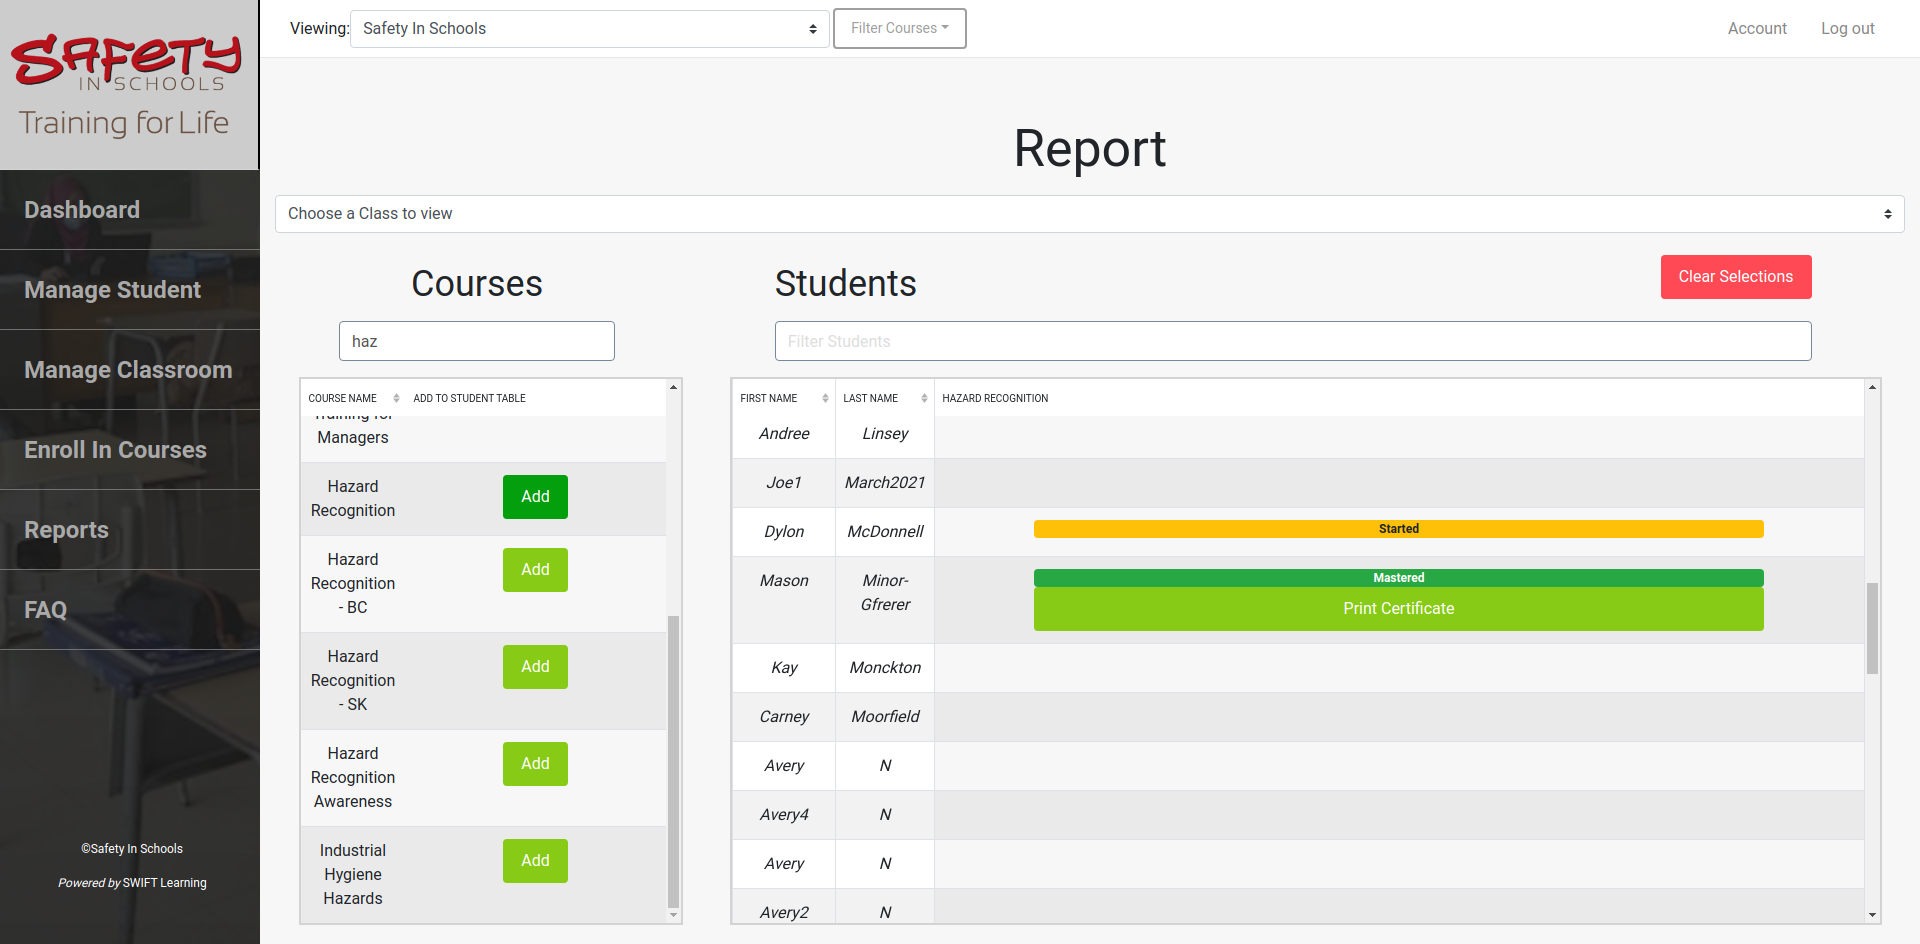 SAFETY
IN SCHOOLS
Training for Life
Dashboard
Manage Student
Manage Classroom
Enroll In Courses
Reports
FAQ
©Safety In Schools
Powered by SWIFT Learning
Viewing: Safety In Schools Filter Courses Account Log out
Report
Choose a Class to view
Courses
haz
COURSE NAME ADD TO STUDENT TABLE
Training for
Managers
Hazard
Recognition
Add
Hazard
Recognition
- BC
Add
Hazard
Recognition
- SK
Add
Hazard
Recognition
Awareness
Add
Industrial
Hygiene
Hazards
Add
Students
Clear Selections
Filter Students
FIRST NAME LAST NAME HAZARD RECOGNITION
Andree Linsey
Joe1 March2021
Dylon McDonnell Started
Mason Minor-
Gfrerer
Mastered
Print Certificate
Kay Monckton
Carney Moorfield
Avery N
Avery4 N
Avery N
Avery2 N